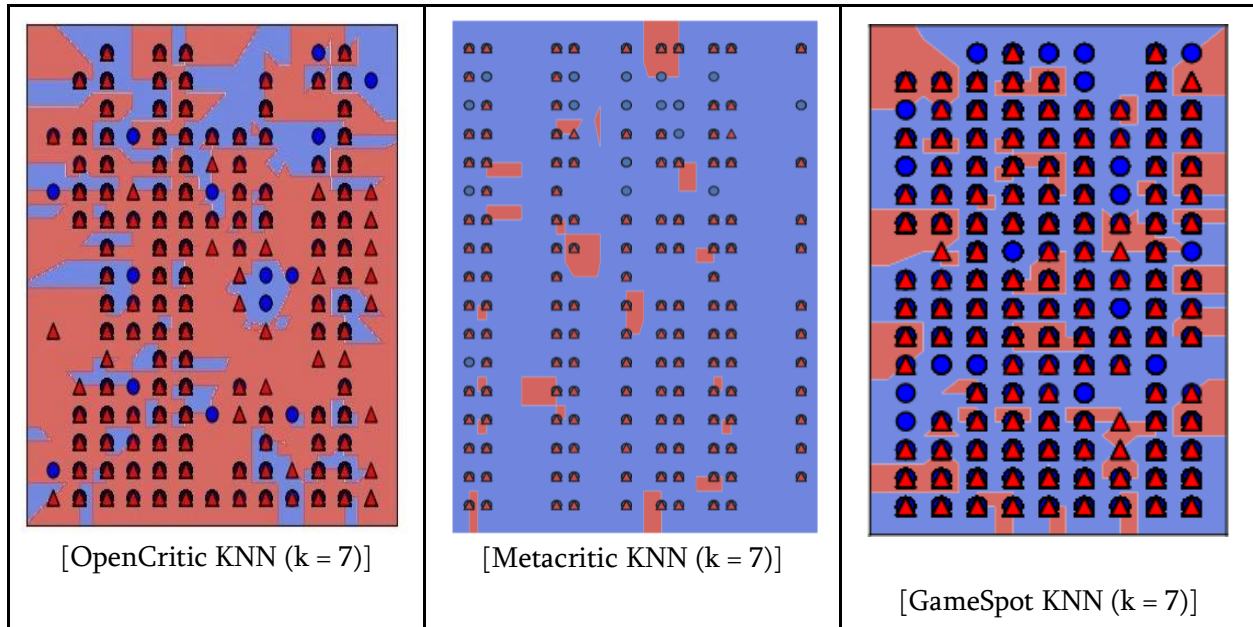 [OpenCritic KNN (k = 7)]
[Metacritic KNN (k = 7)]
[GameSpot KNN (k = 7)]